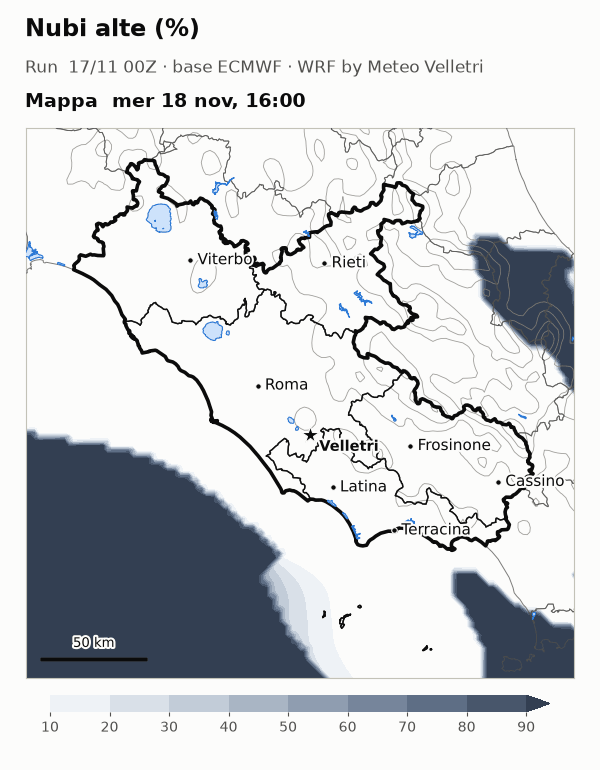 Nubi alte (%)
Run 17/11 00Z · base ECMWF · WRF by Meteo Velletri
Mappa mer 18 nov, 16:00
Viterbo
Rieti
Roma
Velletri
Frosinone
Cassino
Latina
Terracina
50 km
10 20 30 40 50 60 70 80 90